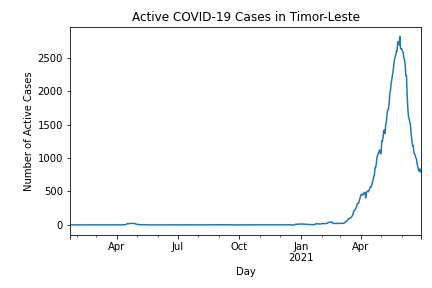 Active COVID-19 Cases in Timor-Leste
Number of Active Cases
2500
2000
1500
1000
500
0
Apr
Jul
Oct
Jan
2021
Apr
Day